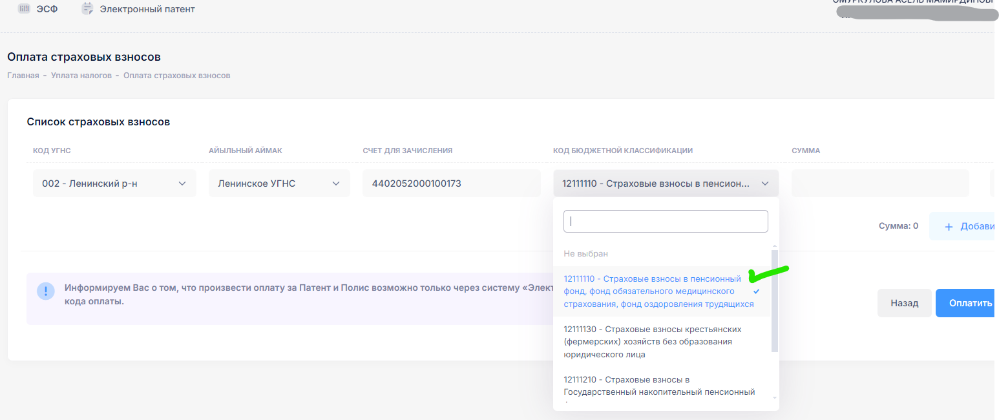 ЭСФ Электронный патент
ОМУРКУЛОВА АСЕЛЬ МАМИРДИНОВ
Оплата страховых взносов
Главная - Уплата налогов - Оплата страховых взносов
Список страховых взносов
КОД УГНС АЙЫЛЬНЫЙ АЙМАК СЧЕТ ДЛЯ ЗАЧИСЛЕНИЯ КОД БЮДЖЕТНОЙ КЛАССИФИКАЦИИ СУММА
002 - Ленинский р-н Ленинское УГНС 4402052000100173 12111110 - Страховые взносы в пенсион...
Сумма: 0 + Добави
Не выбран
12111110 - Страховые взносы в пенсионный
фонд, фонд обязательного медицинского
страхования, фонд оздоровления трудящихся
12111130 - Страховые взносы крестьянских
(фермерских) хозяйств без образования
юридического лица
12111210 - Страховые взносы в
Государственный накопительный пенсионный
Информируем Вас о том, что произвести оплату за Патент и Полис возможно только через систему «Элект
кода оплаты.
Назад Оплатить